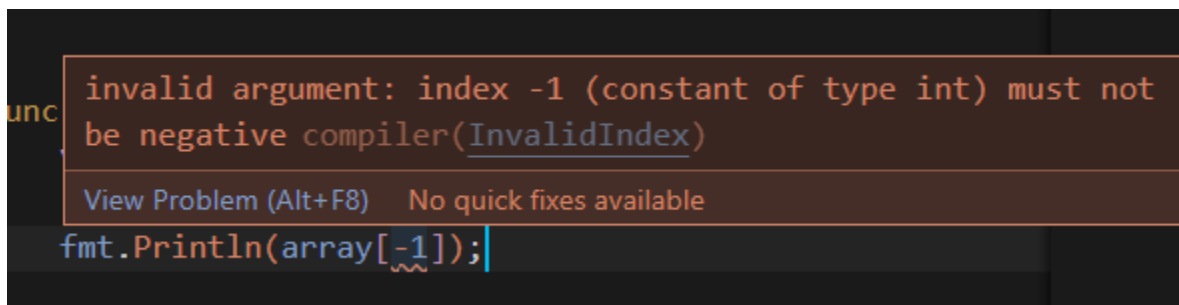 invalid argument: index -1 (constant of type int) must not
unc
be negative compiler(InvalidIndex)
View Problem (Alt+F8) No quick fixes available
fmt.Println(array[-1]);